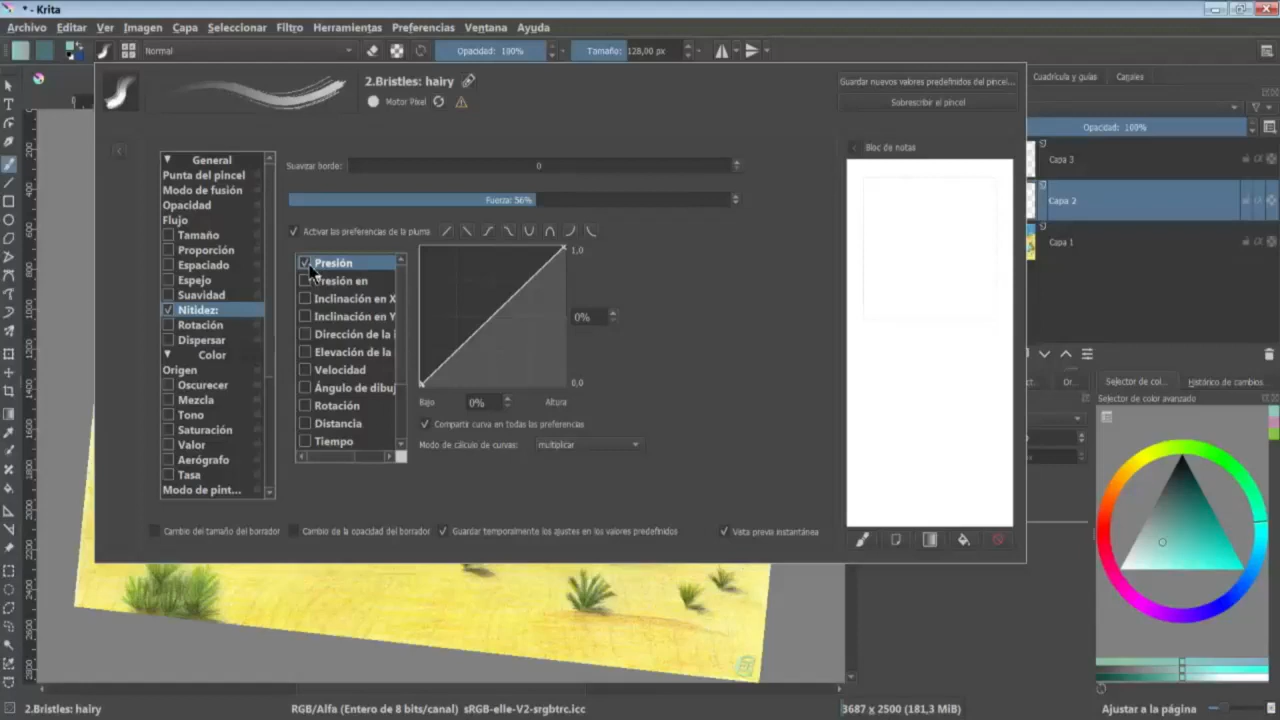 * - Krita
Archivo Editar Ver Imagen Capa Seleccionar Filtro Herramientas Preferencias Ventana Ayuda
Normal
Opacidad: 100%
Tamaño: 128,00 px
Cuadrícula y guías
Canales
2.Bristles: hairy
Motor Pixel
Guardar nuevos valores predefinidos del pincel...
Sobrescribir el pincel
Opacidad: 100%
Capa 3
Capa 2
Capa 1
Bloc de notas
General
Punta del pincel
Modo de fusión
Opacidad
Flujo
Tamaño
Proporción
Espaciado
Espejo
Suavidad
Nitidez:
Rotación
Dispersar
Color
Origen
Oscurecer
Mezcla
Tono
Saturación
Valor
Aerógrafo
Tasa
Modo de pint...
Suavizar borde:
0
Fuerza: 56%
Activar las preferencias de la pluma
Presión
Presión en
Inclinación en X
Inclinación en Y
Dirección de la
Elevación de la
Velocidad
Ángulo de dibuj
Rotación
Distancia
Tiempo
1,0
0%
0,0
Bajo
0%
Altura
Compartir curva en todas las preferencias
Modo de cálculo de curvas:
multiplicar
Cambio del tamaño del borrador
Cambio de la opacidad del borrador
Guardar temporalmente los ajustes en los valores predefinidos
Vista previa instantánea
Or...
Selector de col...
Histórico de cambios
Selector de color avanzado
2.Bristles: hairy
RGB/Alfa (Entero de 8 bits/canal) sRGB-elle-V2-srgbtrc.icc
3687 x 2500 (181,3 MiB)
Ajustar a la página